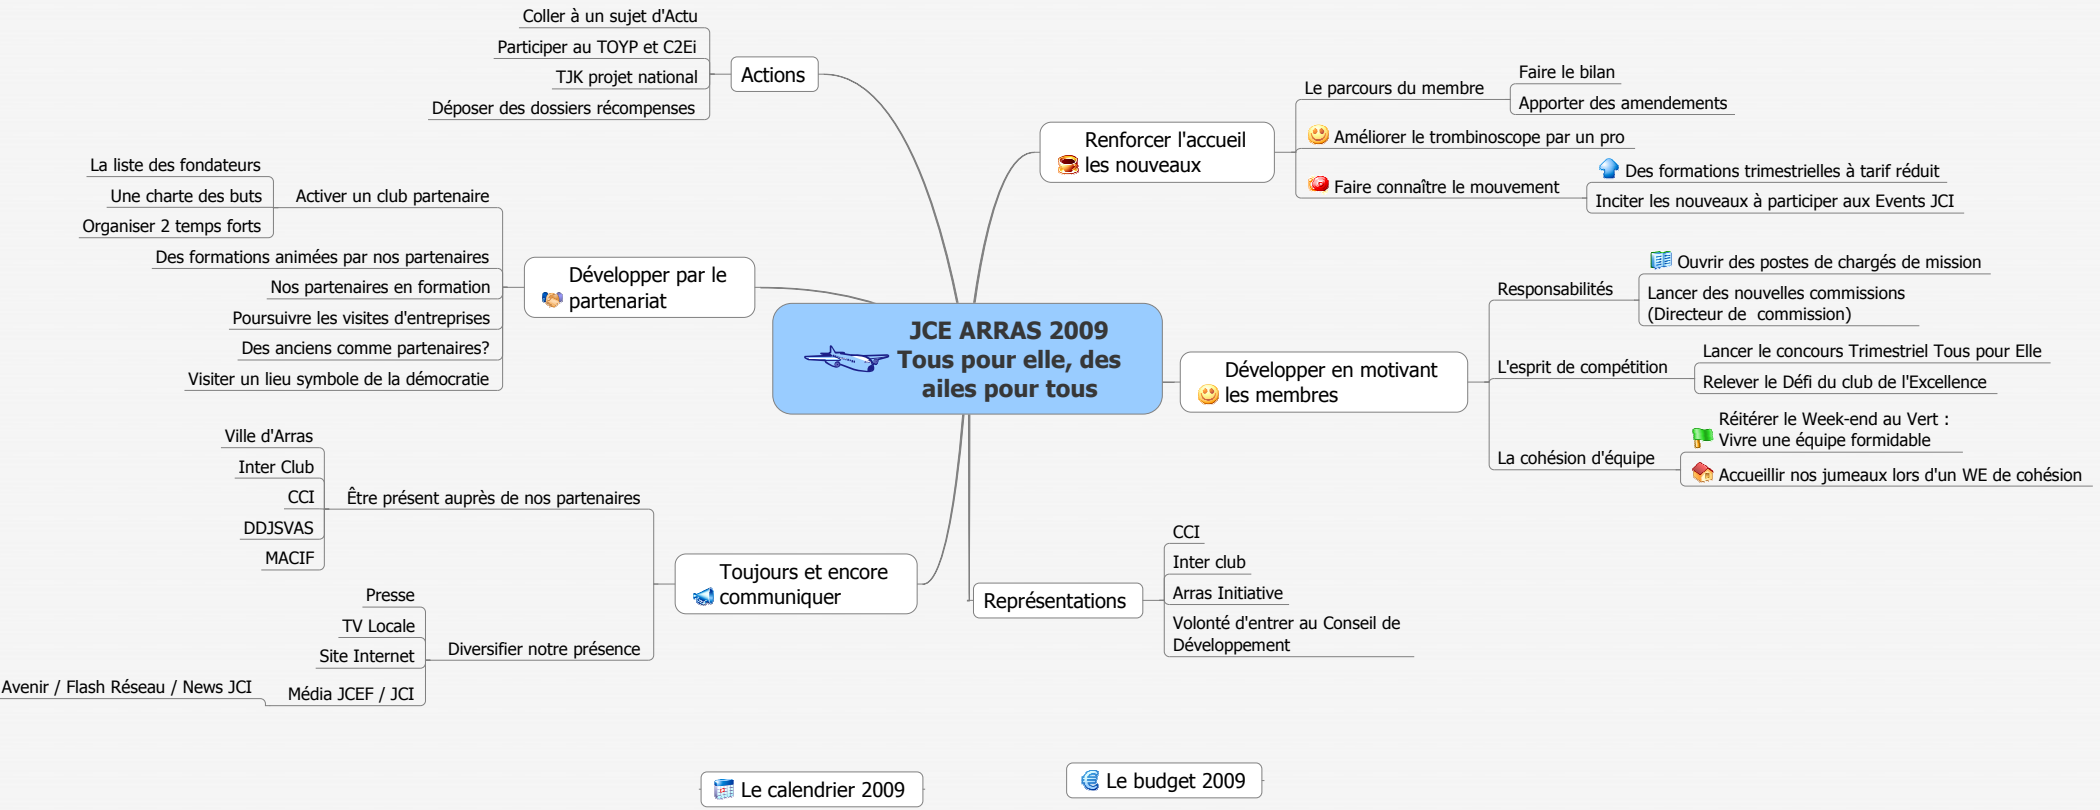 JCE ARRAS 2009
Tous pour elle, des
ailes pour tous
Renforcer l'accueil
les nouveaux
Le parcours du membre
Faire le bilan
Apporter des amendements
Améliorer le trombinoscope par un pro
Faire connaître le mouvement
Des formations trimestrielles à tarif réduit
Inciter les nouveaux à participer aux Events JCI
Développer en motivant
les membres
Responsabilités
Ouvrir des postes de chargés de mission
Lancer des nouvelles commissions
(Directeur de commission)
L'esprit de compétition
Lancer le concours Trimestriel Tous pour Elle
Relever le Défi du club de l'Excellence
La cohésion d'équipe
Réitérer le Week-end au Vert :
Vivre une équipe formidable
Accueillir nos jumeaux lors d'un WE de cohésion
Représentations
CCI
Inter club
Arras Initiative
Volonté d'entrer au Conseil de
Développement
Actions
Coller à un sujet d'Actu
Participer au TOYP et C2Ei
TJK projet national
Déposer des dossiers récompenses
Développer par le
partenariat
Activer un club partenaire
La liste des fondateurs
Une charte des buts
Organiser 2 temps forts
Des formations animées par nos partenaires
Nos partenaires en formation
Poursuivre les visites d'entreprises
Des anciens comme partenaires?
Visiter un lieu symbole de la démocratie
Toujours et encore
communiquer
Être présent auprès de nos partenaires
Ville d'Arras
Inter Club
CCI
DDJSVAS
MACIF
Diversifier notre présence
Presse
TV Locale
Site Internet
Média JCEF / JCI
Avenir / Flash Réseau / News JCI
Le calendrier 2009
Le budget 2009